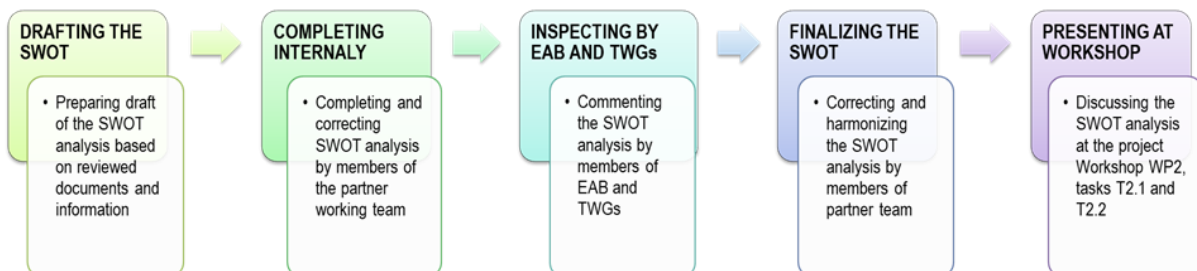 DRAFTING THE
SWOT
• Preparing draft
of the SWOT
analysis based
on reviewed
documents and
information
COMPLETING
INTERNALY
• Completing and
correcting
SWOT analysis
by members of
the partner
working team
INSPECTING BY
EAB AND TWGs
• Commenting
the SWOT
analysis by
members of
EAB and
TWGs
FINALIZING THE
SWOT
• Correcting and
harmonizing
the SWOT
analysis by
members of
partner team
PRESENTING AT
WORKSHOP
• Discussing the
SWOT analysis
at the project
Workshop WP2,
tasks T2.1 and
T2.2